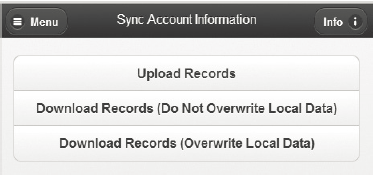 Menu Sync Account Information Info i
Upload Records
Download Records (Do Not Overwrite Local Data)
Download Records (Overwrite Local Data)